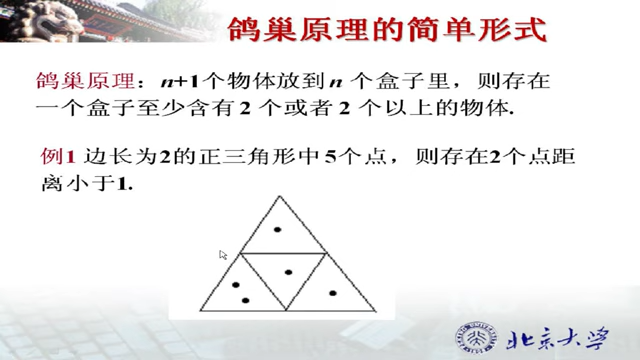 鸽巢原理的简单形式
鸽巢原理：n+1个物体放到 n 个盒子里，则存在
一个盒子至少含有 2 个或者 2 个以上的物体.
例1 边长为2的正三角形中5个点，则存在2个点距
离小于1.
北京大学